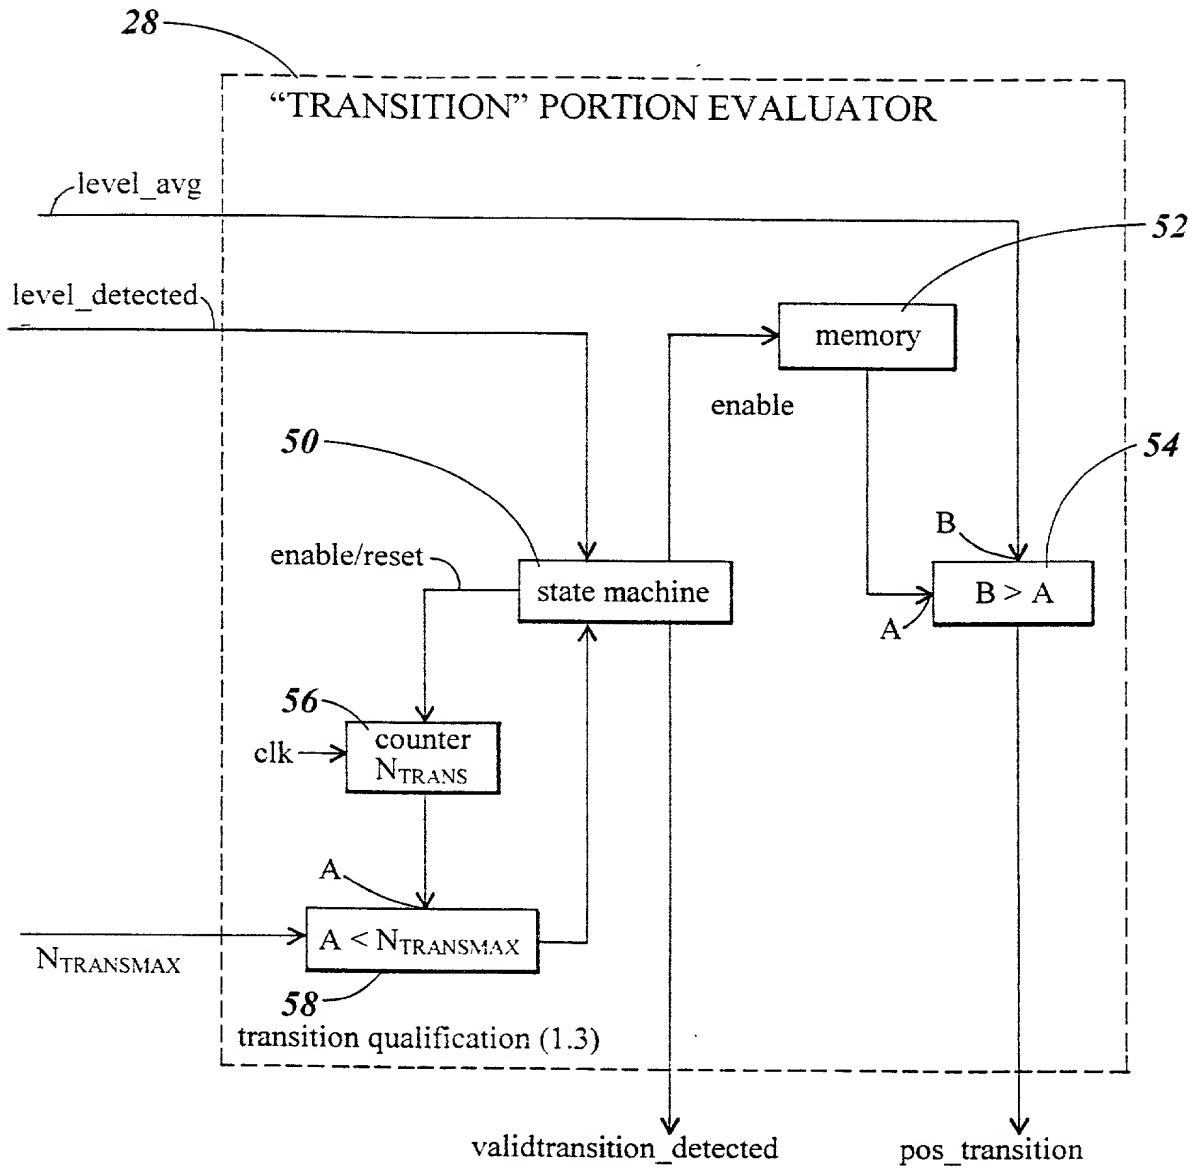 28
“TRANSITION” PORTION EVALUATOR
level_avg
52
level_detected
memory
enable
50
54
B
enable/reset
state machine
B > A
A
56
counter
clk
NTRANS
A
A < NTRANSMAX
NTRANSMAX
58
transition qualification (1.3)
validtransition_detected
pos_transition